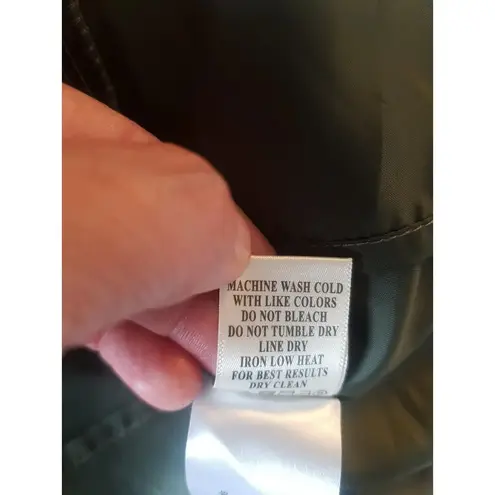 MACHINE WASH COLD
WITH LIKE COLORS
DO NOT BLEACH
DO NOT TUMBLE DRY
LINE DRY
IRON LOW HEAT
FOR BEST RESULTS
DRY CLEAN